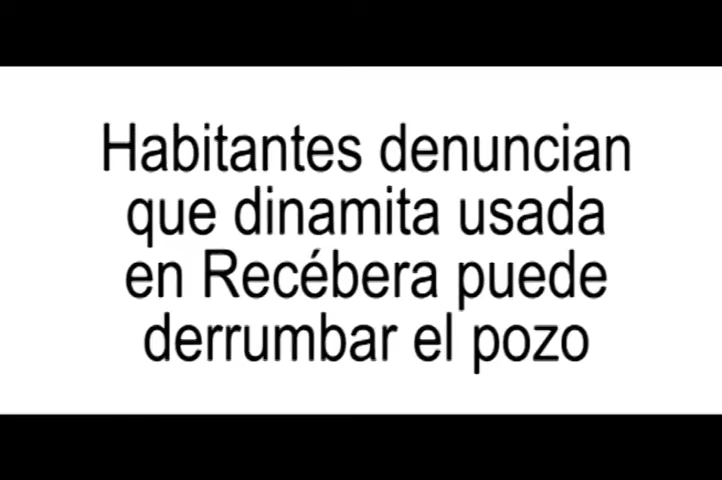 Habitantes denuncian
que dinamita usada
en Recébera puede
derrumbar el pozo